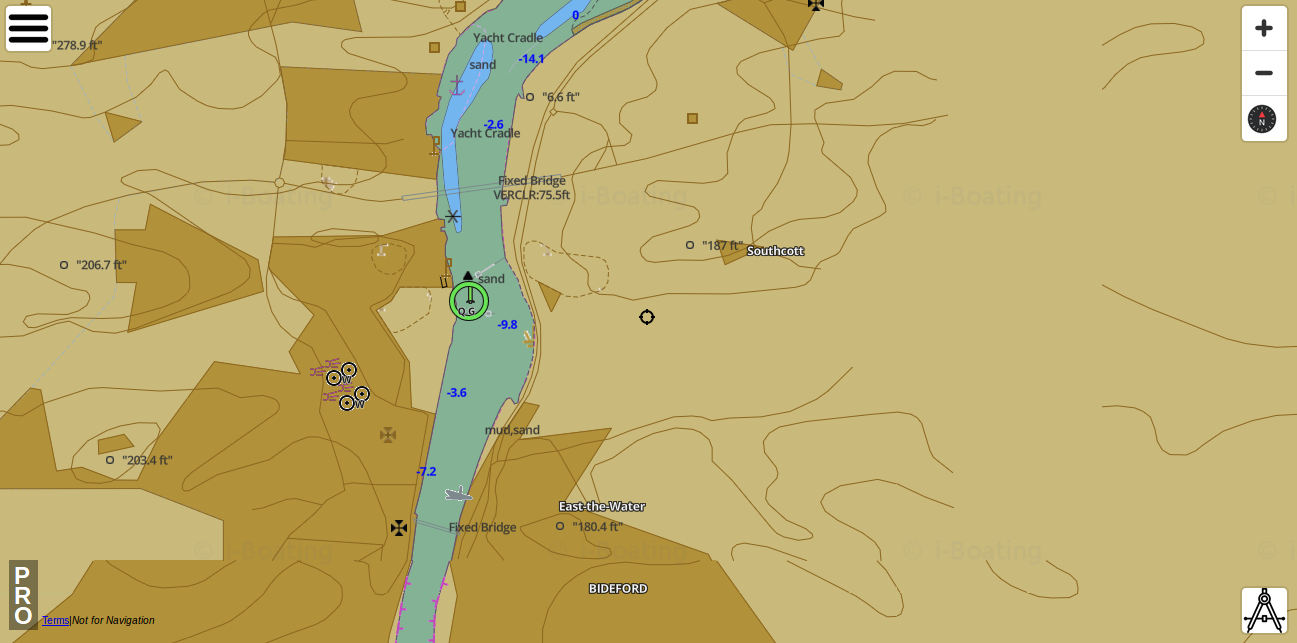 0
Yacht Cradle
"278.9 ft"
-14.1
sand
"6.6 ft"
-2.6
Yacht Cradle
N
Fixed Bridge
VERCLR:75.5ft
© i-Boating
i-Boating
© i-Boating
© i-Boating
"187 ft"
Southcott
"206.7 ft"
sand
Q G
-9.8
W
-3.6
W
mud,sand
"203.4 ft"
-7.2
East-the-Water
Fixed Bridge
"180.4 ft"
© i-Boating
i-Boating
© i-Boating
© i-Boating
BIDEFORD
PRO
Terms|Not for Navigation